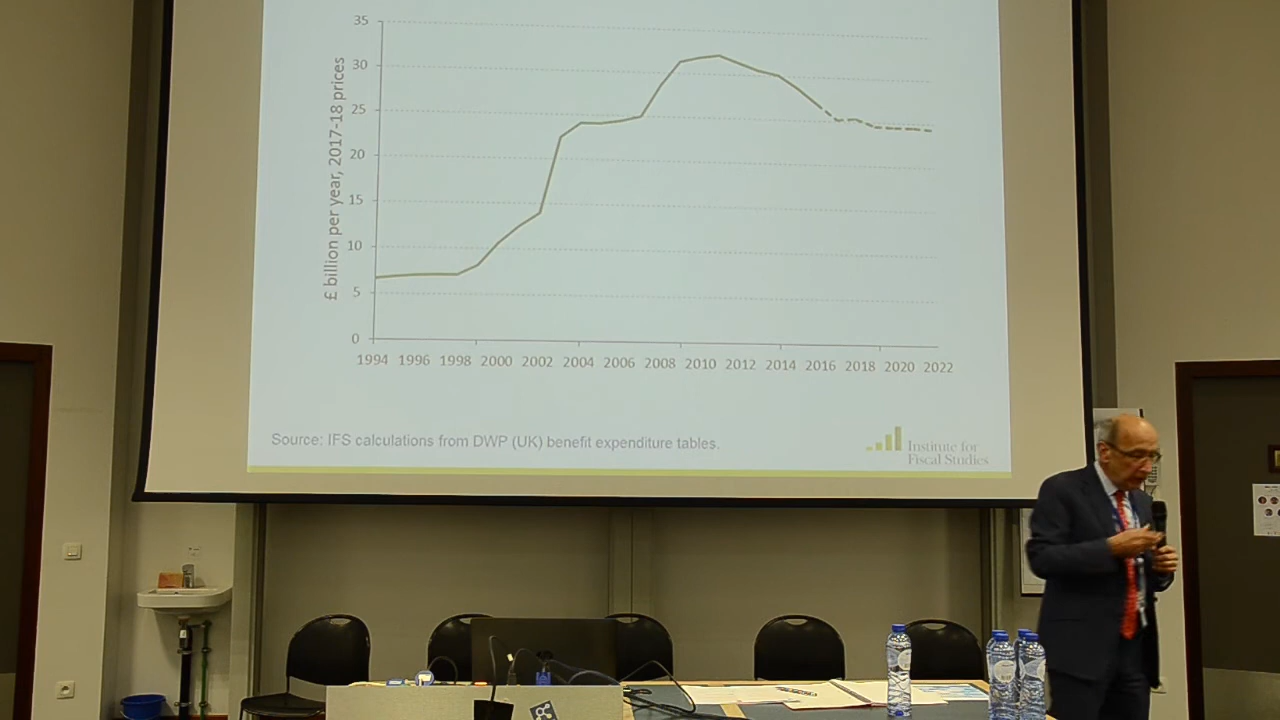 £ billion per year, 2017-18 prices
35
30
25
20
15
10
5
0
1994 1996 1998 2000 2002 2004 2006 2008 2010 2012 2014 2016 2018 2020 2022
Source: IFS calculations from DWP (UK) benefit expenditure tables.
Institute for
Fiscal Studies